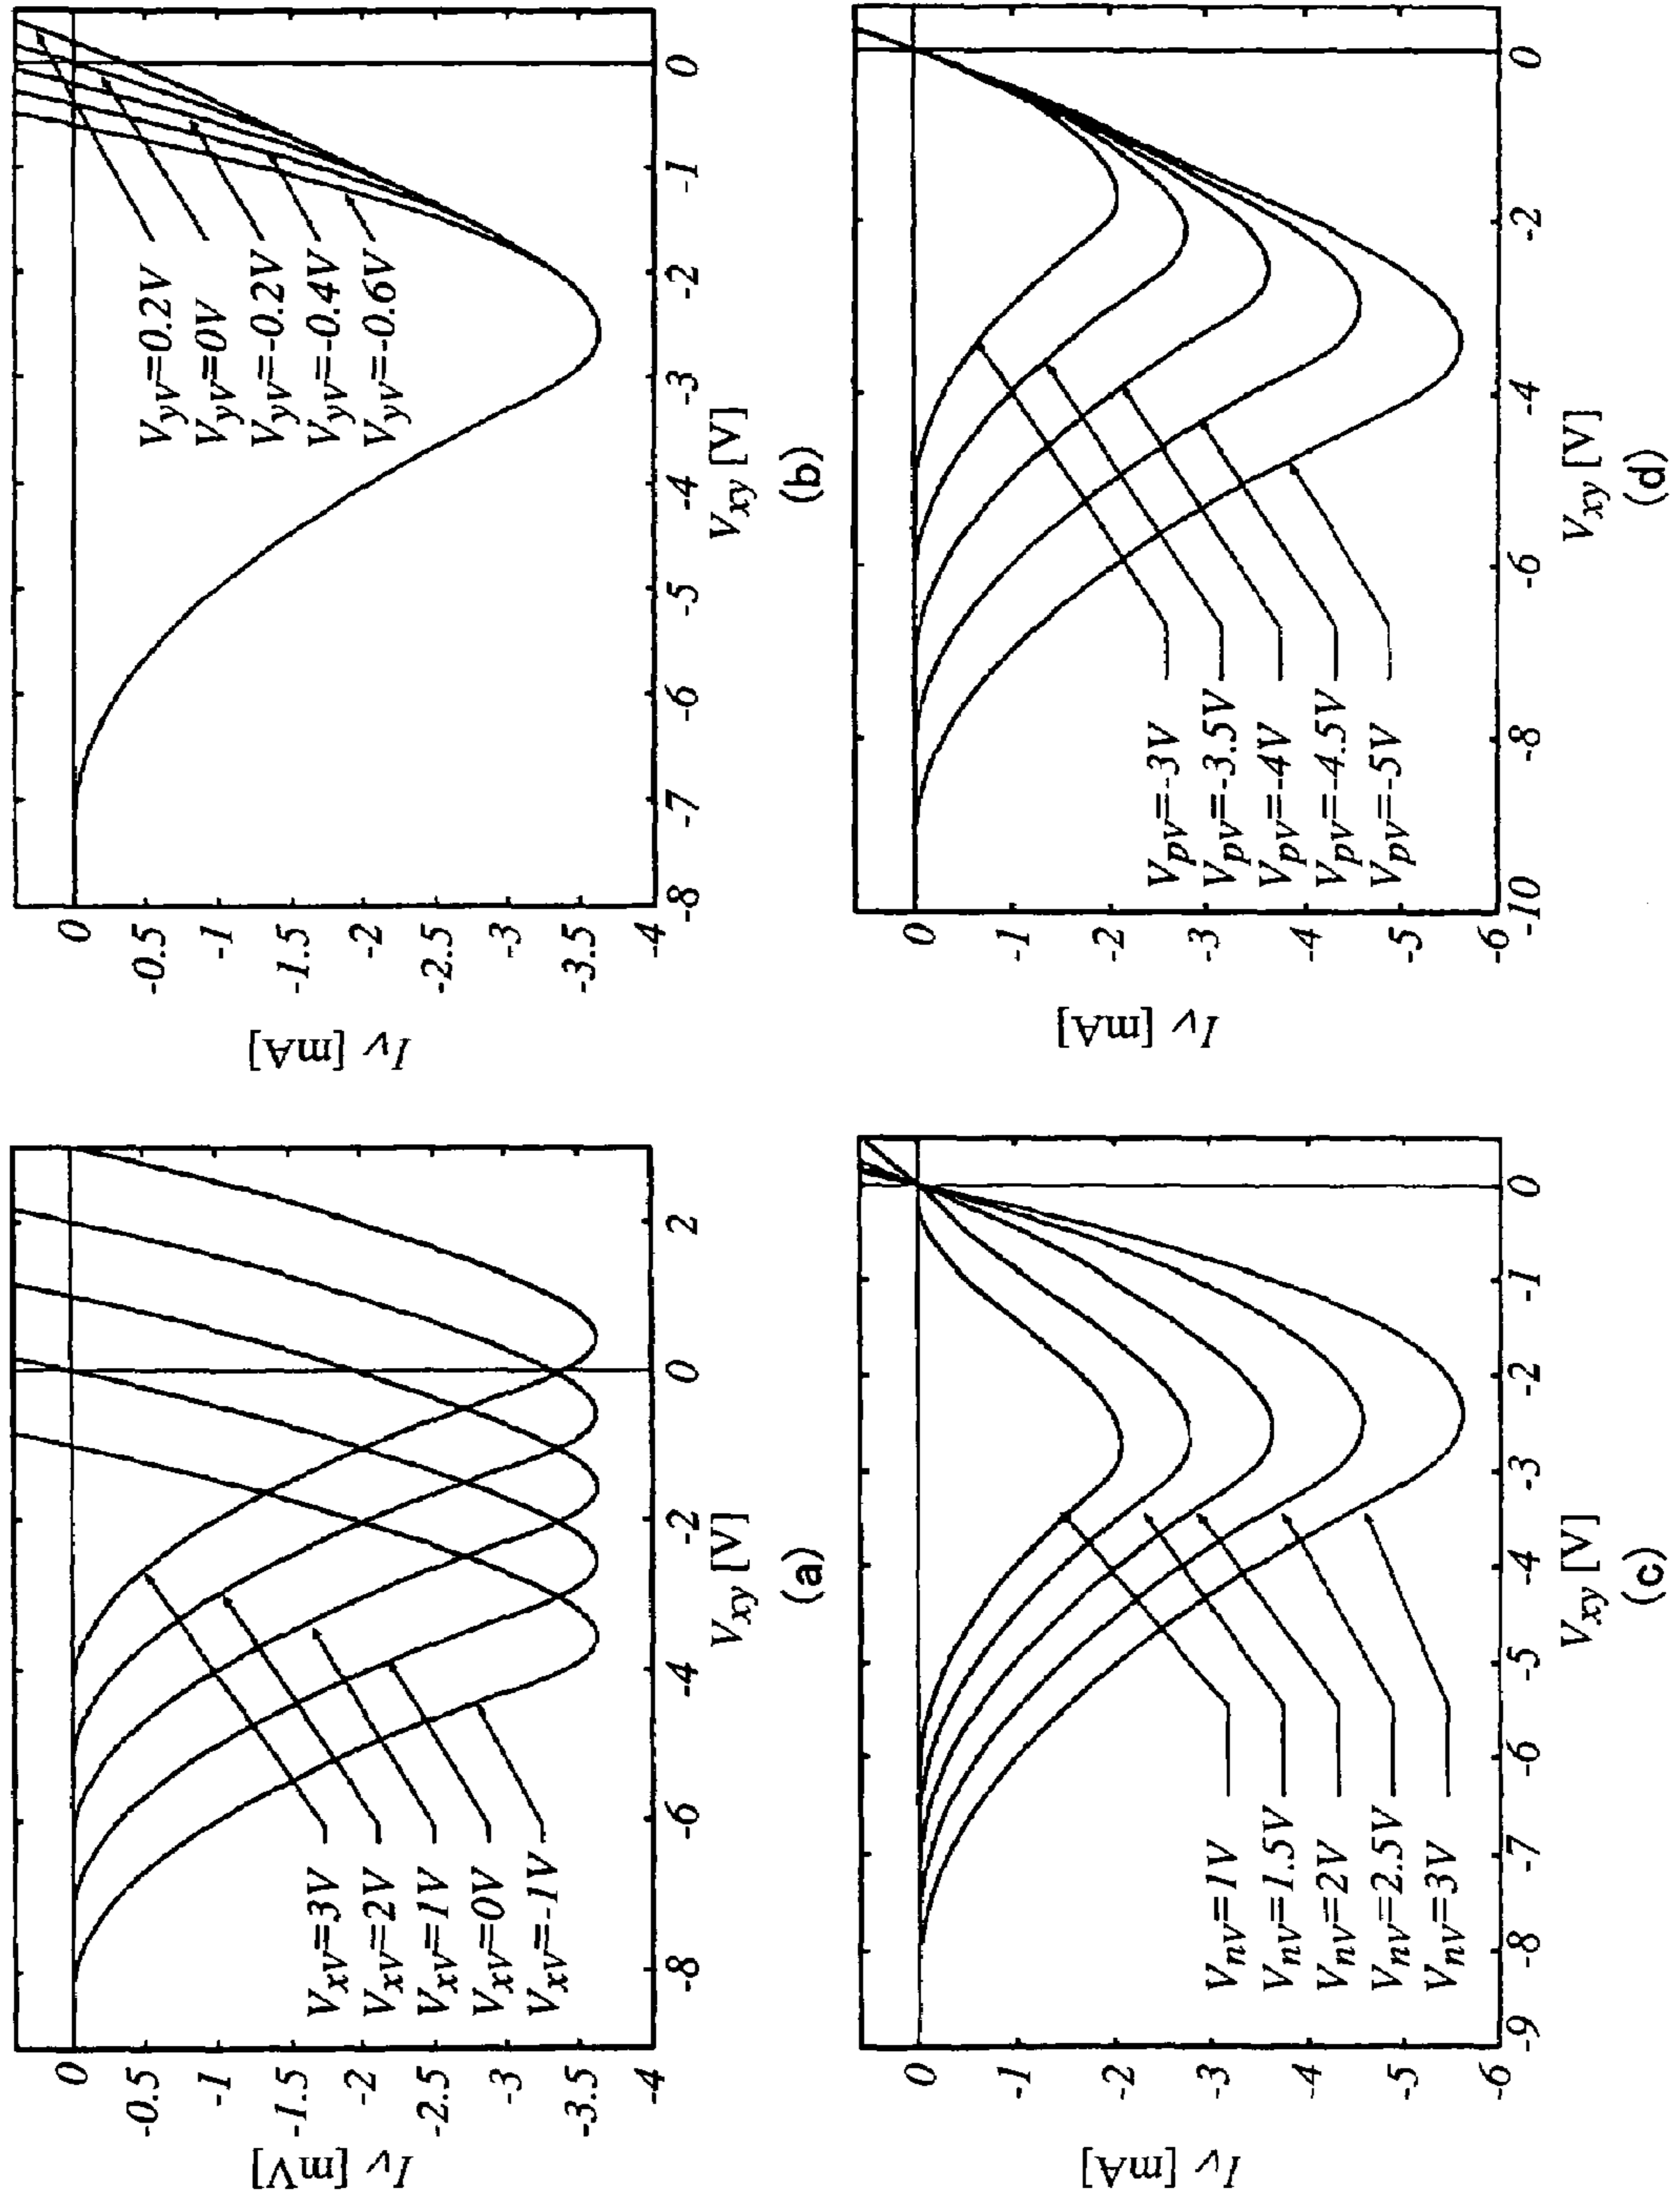 I_V [mV]
0
-0.5
-1
-1.5
-2
-2.5
-3
-3.5
-4
V_xV=3V
V_xV=2V
V_xV=1V
V_xV=0V
V_xV=-1V
-8 -6 -4 -2 0 2
V_xy [V]
(a)
I_V [mA]
0
-0.5
-1
-1.5
-2
-2.5
-3
-3.5
-4
V_yV=0.2V
V_yV=0V
V_yV=-0.2V
V_yV=-0.4V
V_yV=-0.6V
-8 -7 -6 -5 -4 -3 -2 -1 0
V_xy [V]
(b)
I_V [mA]
0
-1
-2
-3
-4
-5
-6
V_nV=1V
V_nV=1.5V
V_nV=2V
V_nV=2.5V
V_nV=3V
-9 -8 -7 -6 -5 -4 -3 -2 -1 0
V_xy [V]
(c)
I_V [mA]
0
-1
-2
-3
-4
-5
-6
V_pV=-3V
V_pV=-3.5V
V_pV=-4V
V_pV=-4.5V
V_pV=-5V
-10 -8 -6 -4 -2 0
V_xy [V]
(d)